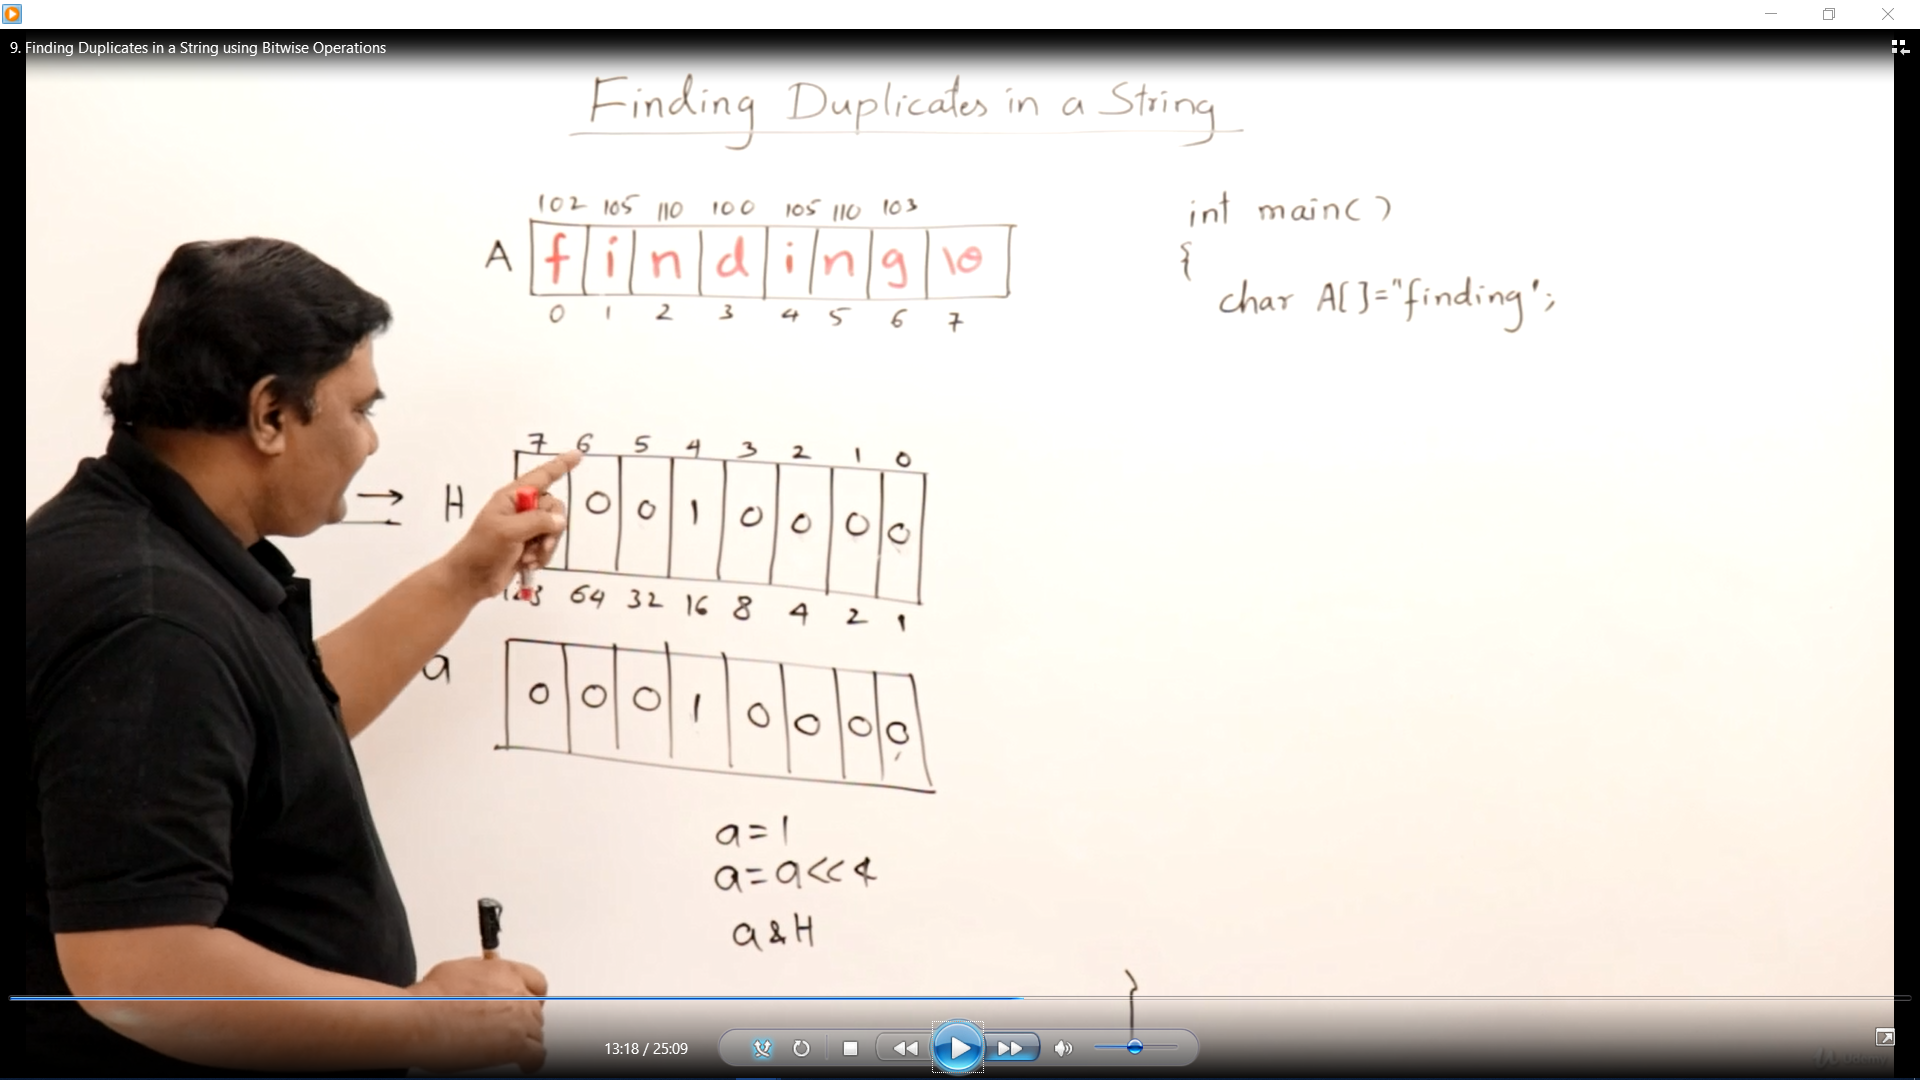 9. Finding Duplicates in a String using Bitwise Operations
Finding Duplicates in a String
102 105 110 100 105 110 103
A f i n d i n g \0
0 1 2 3 4 5 6 7
int main()
{
char A[]="finding";
7 6 5 4 3 2 1 0
H 0 0 1 0 0 0 0
64 32 16 8 4 2 1
a 0 0 0 1 0 0 0 0
a=1
a=a<<4
a&H
}
13:18 / 25:09